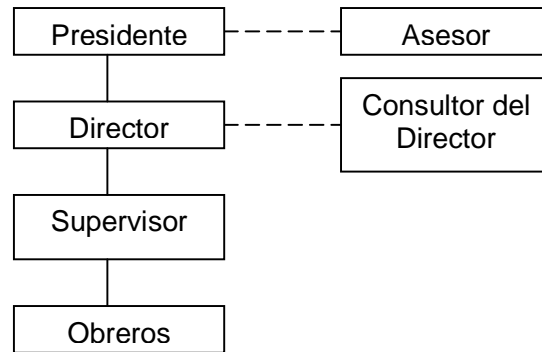 Presidente
Asesor
Director
Consultor del
Director
Supervisor
Obreros